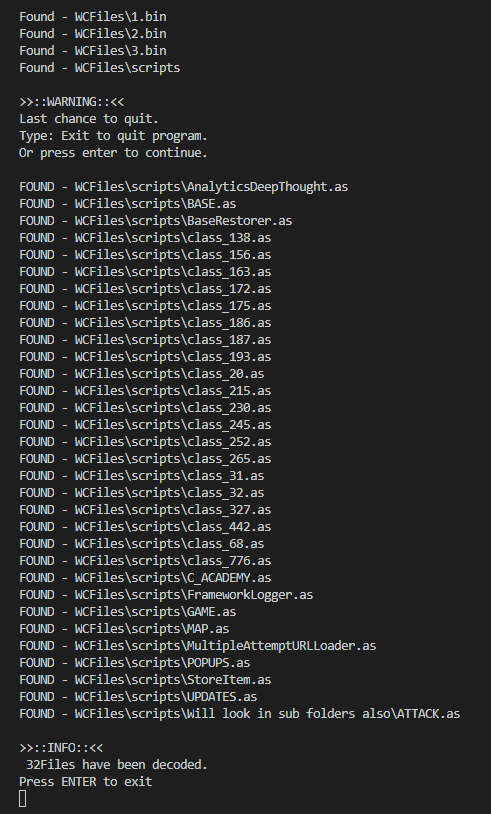 Found - WCFiles\1.bin
Found - WCFiles\2.bin
Found - WCFiles\3.bin
Found - WCFiles\scripts
>>::WARNING::<<
Last chance to quit.
Type: Exit to quit program.
Or press enter to continue.
FOUND - WCFiles\scripts\AnalyticsDeepThought.as
FOUND - WCFiles\scripts\BASE.as
FOUND - WCFiles\scripts\BaseRestorer.as
FOUND - WCFiles\scripts\class_138.as
FOUND - WCFiles\scripts\class_156.as
FOUND - WCFiles\scripts\class_163.as
FOUND - WCFiles\scripts\class_172.as
FOUND - WCFiles\scripts\class_175.as
FOUND - WCFiles\scripts\class_186.as
FOUND - WCFiles\scripts\class_187.as
FOUND - WCFiles\scripts\class_193.as
FOUND - WCFiles\scripts\class_20.as
FOUND - WCFiles\scripts\class_215.as
FOUND - WCFiles\scripts\class_230.as
FOUND - WCFiles\scripts\class_245.as
FOUND - WCFiles\scripts\class_252.as
FOUND - WCFiles\scripts\class_265.as
FOUND - WCFiles\scripts\class_31.as
FOUND - WCFiles\scripts\class_32.as
FOUND - WCFiles\scripts\class_327.as
FOUND - WCFiles\scripts\class_442.as
FOUND - WCFiles\scripts\class_68.as
FOUND - WCFiles\scripts\class_776.as
FOUND - WCFiles\scripts\C_ACADEMY.as
FOUND - WCFiles\scripts\FrameworkLogger.as
FOUND - WCFiles\scripts\GAME.as
FOUND - WCFiles\scripts\MAP.as
FOUND - WCFiles\scripts\MultipleAttemptURLLoader.as
FOUND - WCFiles\scripts\POPUPS.as
FOUND - WCFiles\scripts\StoreItem.as
FOUND - WCFiles\scripts\UPDATES.as
FOUND - WCFiles\scripts\Will look in sub folders also\ATTACK.as
>>::INFO::<<
32Files have been decoded.
Press ENTER to exit